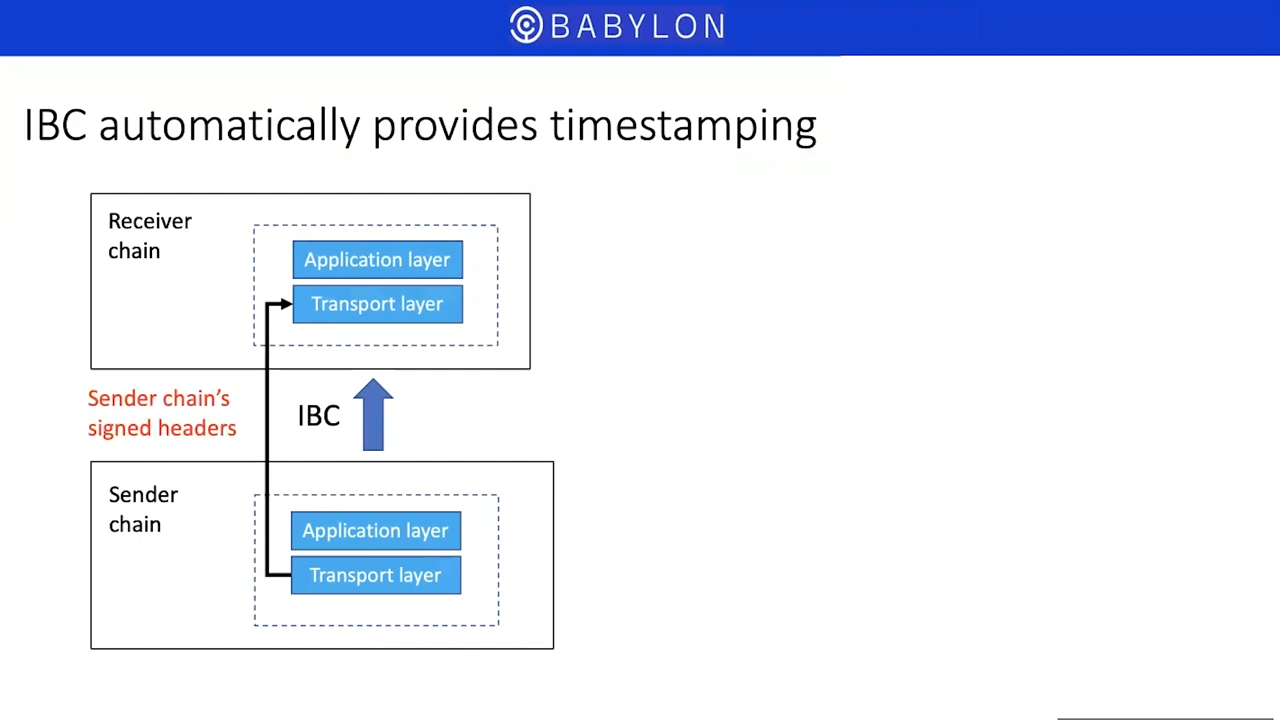 BABYLON
IBC automatically provides timestamping
Receiver
chain
Application layer
Transport layer
Sender chain’s
signed headers
IBC
Sender
chain
Application layer
Transport layer